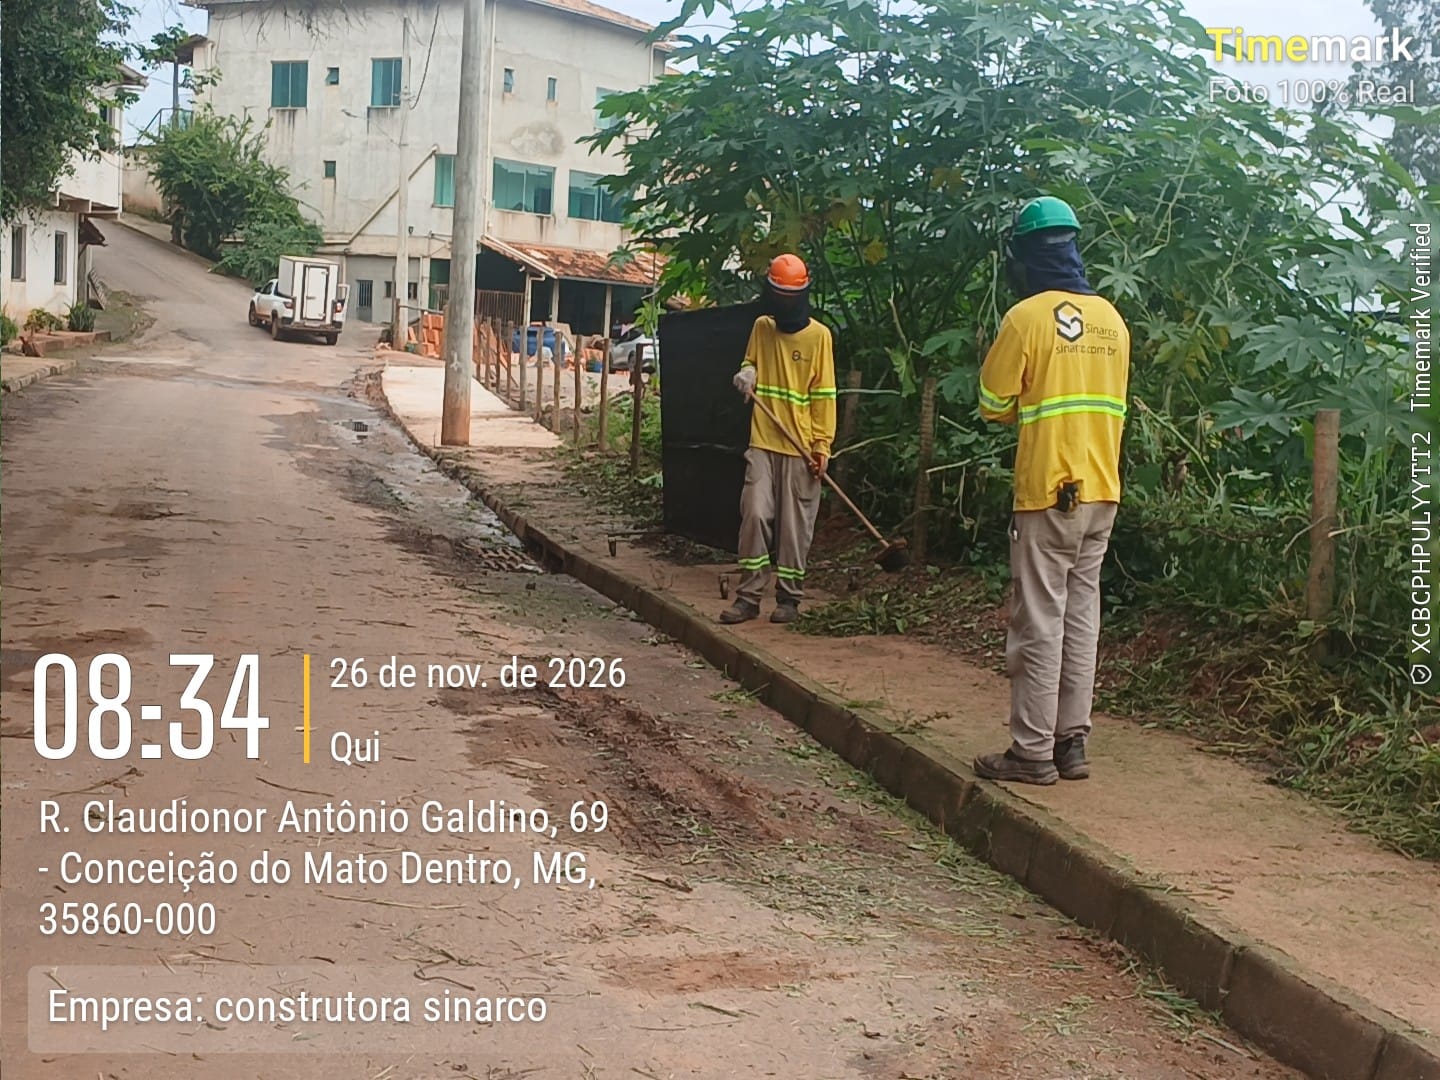 Timemark
Foto 100% Real
Sinarco
sinarco.com.br
XCBCPHPULYYTT2 Timemark Verified
08:34
26 de nov. de 2026
Qui
R. Claudionor Antônio Galdino, 69
- Conceição do Mato Dentro, MG,
35860-000
Empresa: construtora sinarco